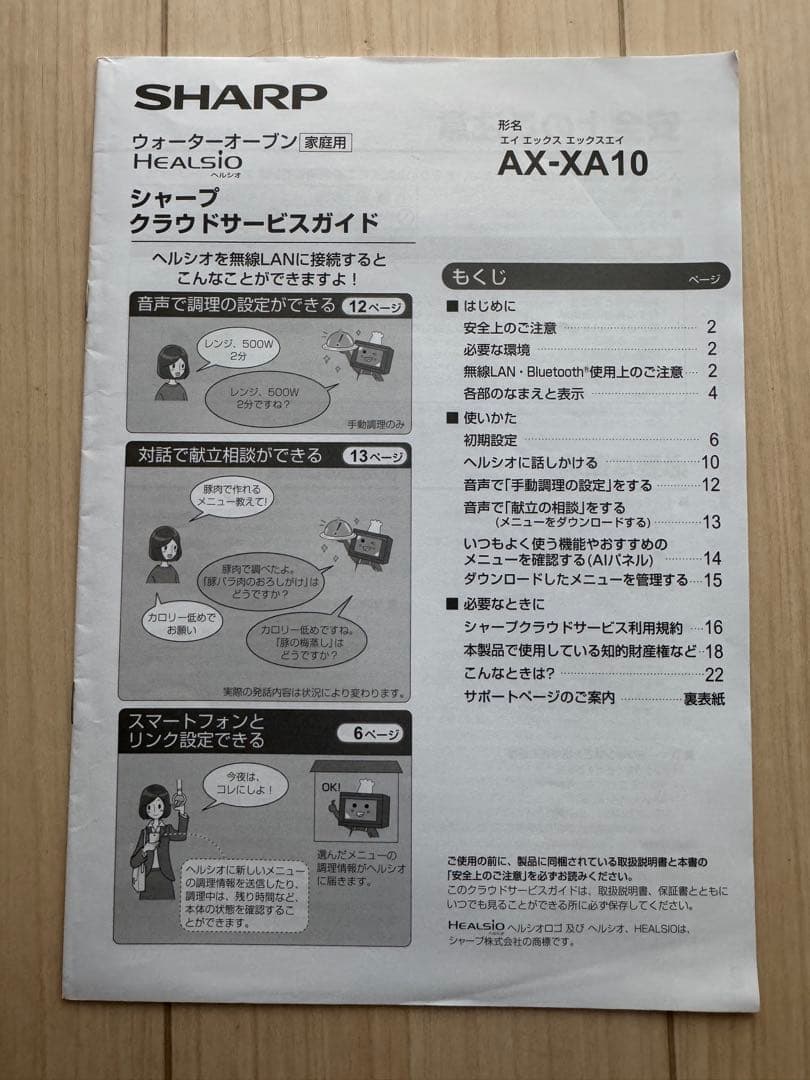 SHARP
ウォーターオーブン 家庭用
HEALSIO
ヘルシオ
シャープ
クラウドサービスガイド
形名
エイ エックス エックスエイ
AX-XA10
ヘルシオを無線LANに接続すると
こんなことができますよ!
音声で調理の設定ができる 12ページ
レンジ、500W
2分
レンジ、500W
2分ですね?
手動調理のみ
対話で献立相談ができる 13ページ
豚肉で作れる
メニュー教えて!
豚肉で調べたよ。
「豚バラ肉のおろしがけ」は
どうですか?
カロリー低めで
お願い
カロリー低めですね。
「豚の梅蒸し」は
どうですか?
実際の発話内容は状況により変わります。
スマートフォンと
リンク設定できる 6ページ
今夜は、
コレにしよ!
OK!
ヘルシオに新しいメニュー
の調理情報を送信したり、
調理中は、残り時間など、
本体の状態を確認するこ
とができます。
選んだメニューの
調理情報がヘルシオ
に届きます。
もくじ ページ
■ はじめに
安全上のご注意 2
必要な環境 2
無線LAN・Bluetooth®使用上のご注意 2
各部のなまえと表示 4
■ 使いかた
初期設定 6
ヘルシオに話しかける 10
音声で「手動調理の設定」をする 12
音声で「献立の相談」をする
(メニューをダウンロードする) 13
いつもよく使う機能やおすすめの
メニューを確認する(AIパネル) 14
ダウンロードしたメニューを管理する 15
■ 必要なときに
シャープクラウドサービス利用規約 16
本製品で使用している知的財産権など 18
こんなときは? 22
サポートページのご案内 裏表紙
ご使用の前に、製品に同梱されている取扱説明書と本書の
「安全上のご注意」を必ずお読みください。
このクラウドサービスガイドは、取扱説明書、保証書とともに
いつでも見ることができる所に必ず保存してください。
HEALSIO ヘルシオロゴ 及び ヘルシオ、HEALSIOは、
ヘルシオ
シャープ株式会社の商標です。